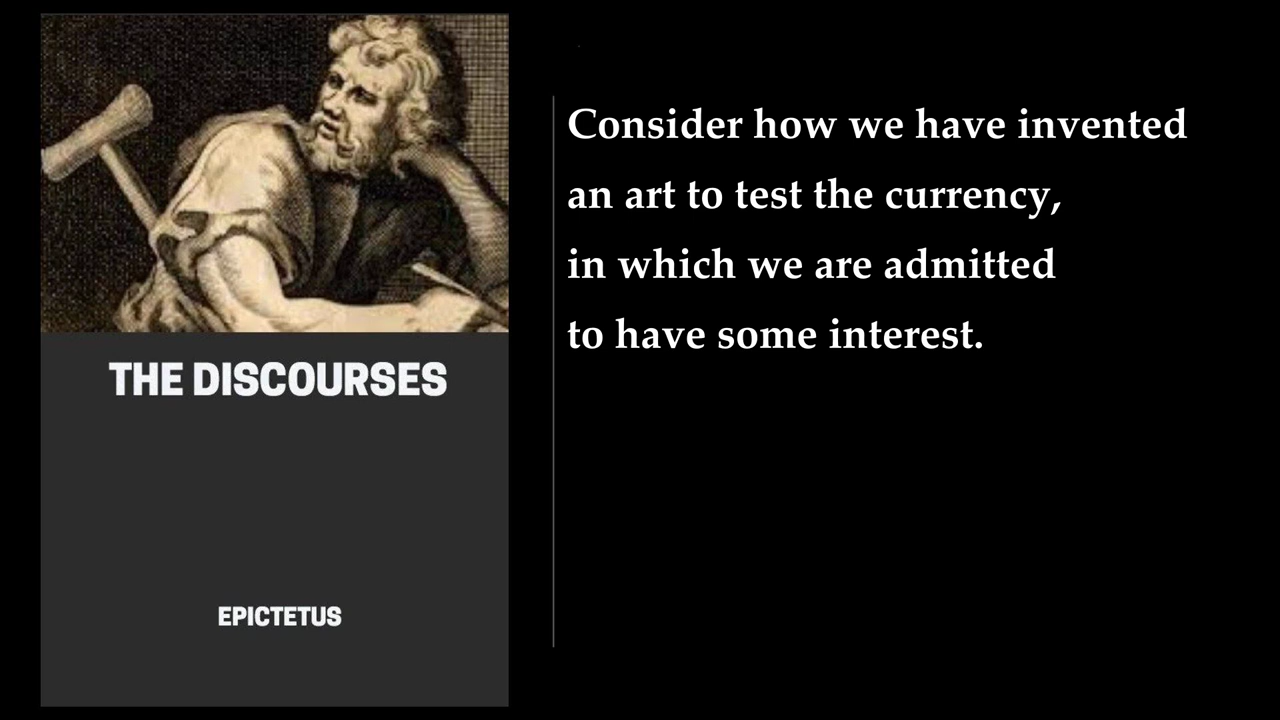 THE DISCOURSES
EPICTETUS
Consider how we have invented
an art to test the currency,
in which we are admitted
to have some interest.